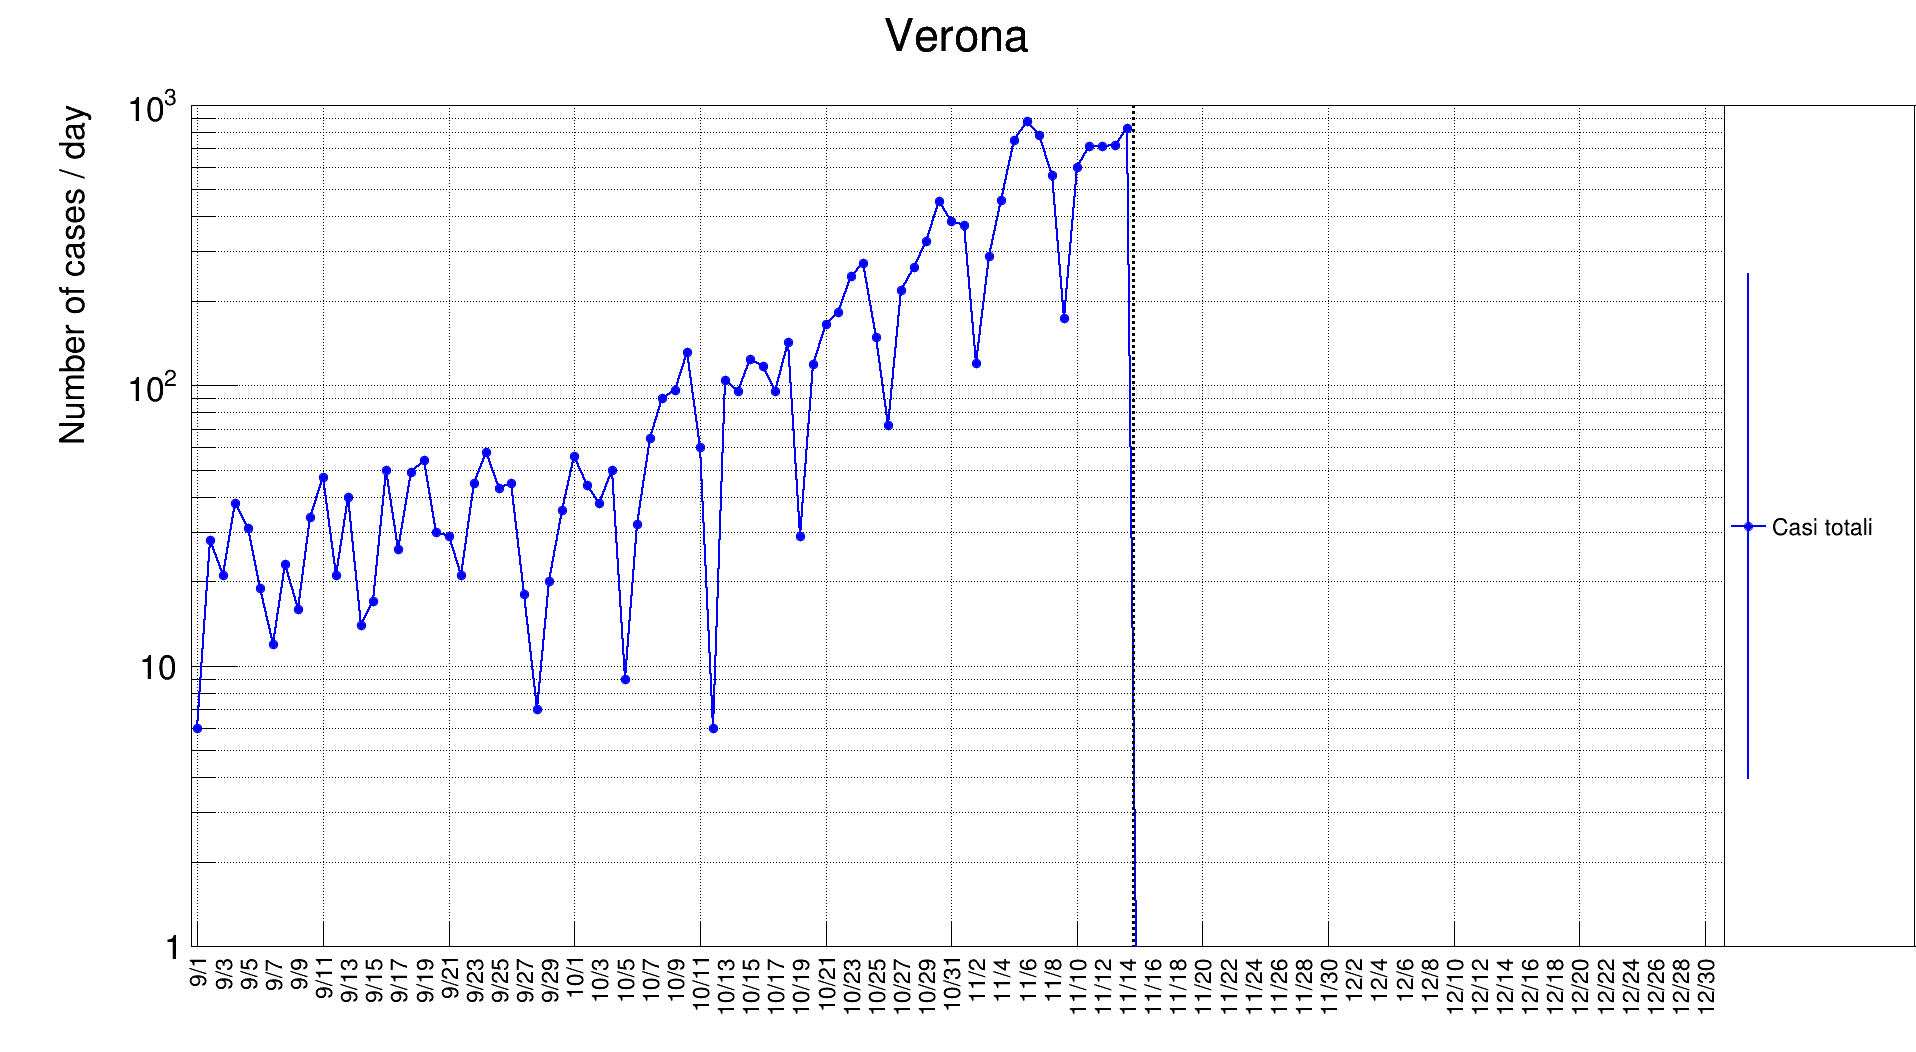 Verona
Number of cases / day
10³
10²
10
1
9/1 9/3 9/5 9/7 9/9 9/11 9/13 9/15 9/17 9/19 9/21 9/23 9/25 9/27 9/29 10/1 10/3 10/5 10/7 10/9 10/11 10/13 10/15 10/17 10/19 10/21 10/23 10/25 10/27 10/29 10/31 11/2 11/4 11/6 11/8 11/10 11/12 11/14 11/16 11/18 11/20 11/22 11/24 11/26 11/28 11/30 12/2 12/4 12/6 12/8 12/10 12/12 12/14 12/16 12/18 12/20 12/22 12/24 12/26 12/28 12/30
Casi totali